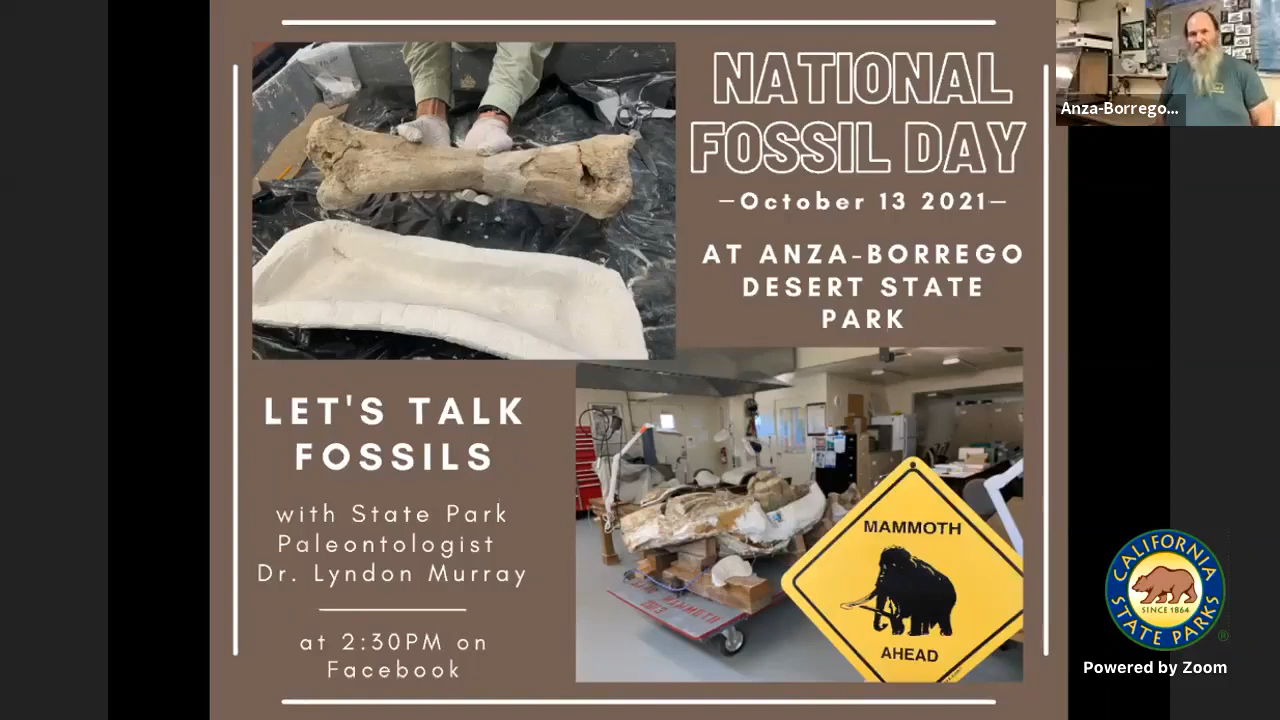 NATIONAL
FOSSIL DAY
—October 13 2021—
AT ANZA-BORREGO
DESERT STATE
PARK
LET'S TALK
FOSSILS
with State Park
Paleontologist
Dr. Lyndon Murray
at 2:30PM on
Facebook
MAMMOTH
AHEAD
Anza-Borrego...
CALIFORNIA
SINCE 1864
STATE PARKS
®
Powered by Zoom